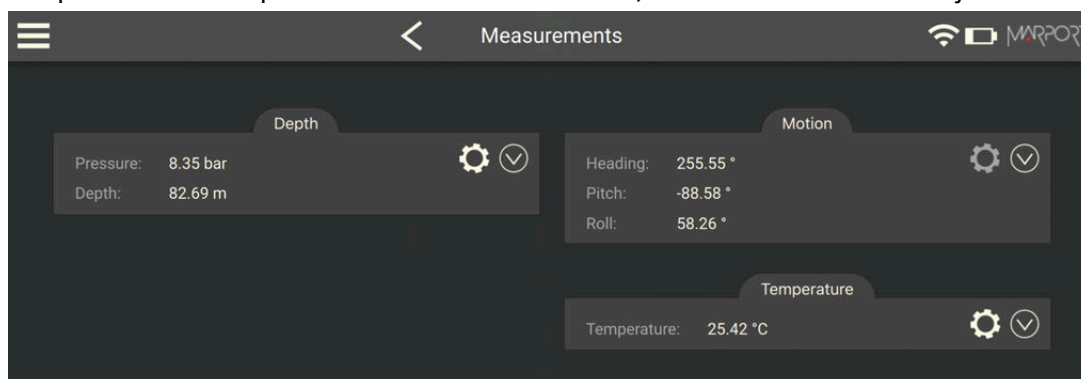 Measurements
MARPORT
Depth
Pressure: 8.35 bar
Depth: 82.69 m
Motion
Heading: 255.55 °
Pitch: -88.58 °
Roll: 58.26 °
Temperature
Temperature: 25.42 °C